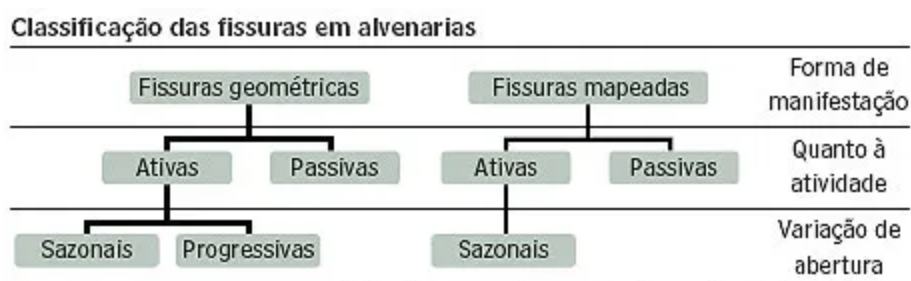 Classificação das fissuras em alvenarias
Fissuras geométricas
Fissuras mapeadas
Forma de
manifestação
Ativas
Passivas
Ativas
Passivas
Quanto à
atividade
Sazonais
Progressivas
Sazonais
Variação de
abertura